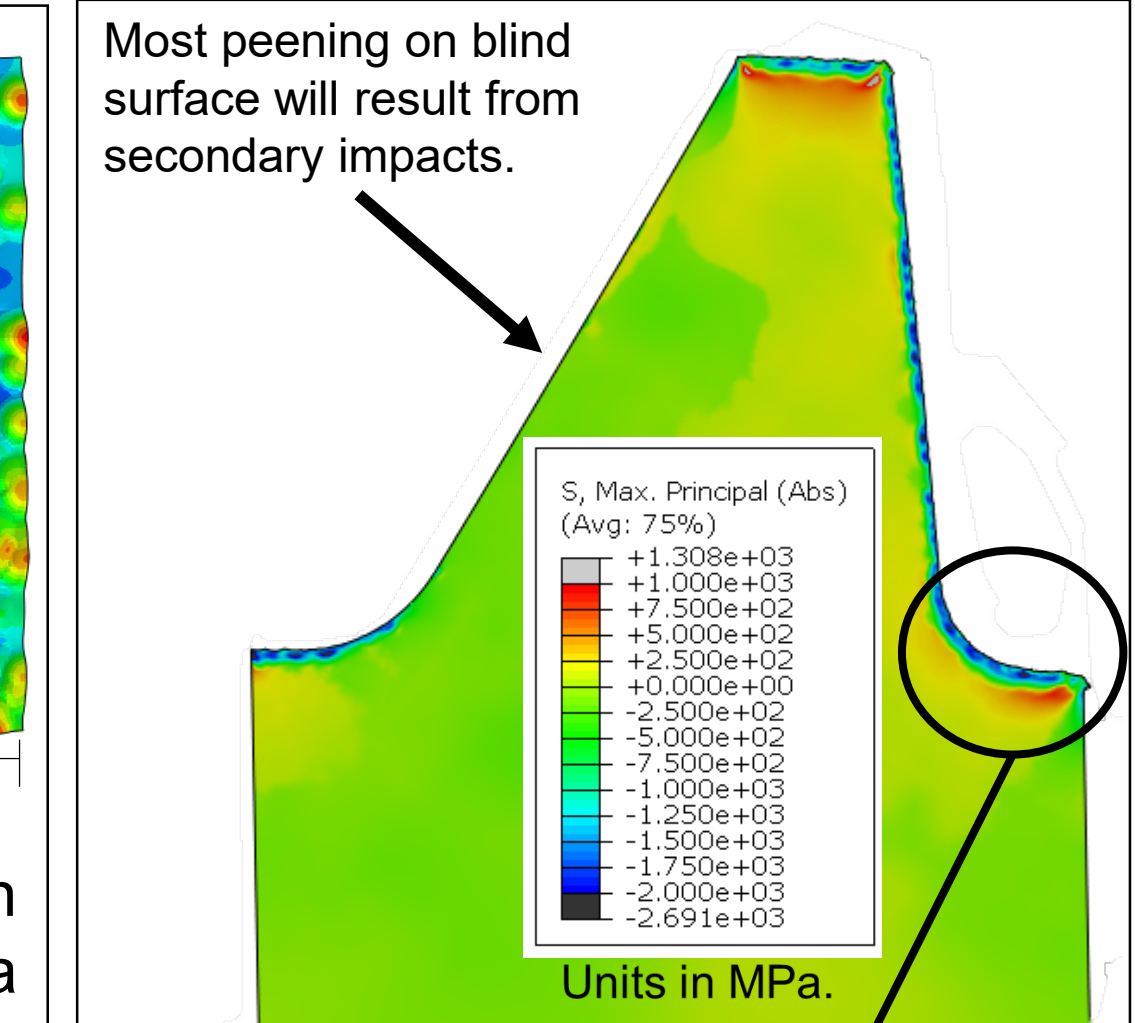 Most peening on blind
surface will result from
secondary impacts.
S, Max. Principal (Abs)
(Avg: 75%)
+1.308e+03
+1.000e+03
+7.500e+02
+5.000e+02
+2.500e+02
+0.000e+00
-2.500e+02
-5.000e+02
-7.500e+02
-1.000e+03
-1.250e+03
-1.500e+03
-1.750e+03
-2.000e+03
-2.691e+03
Units in MPa.